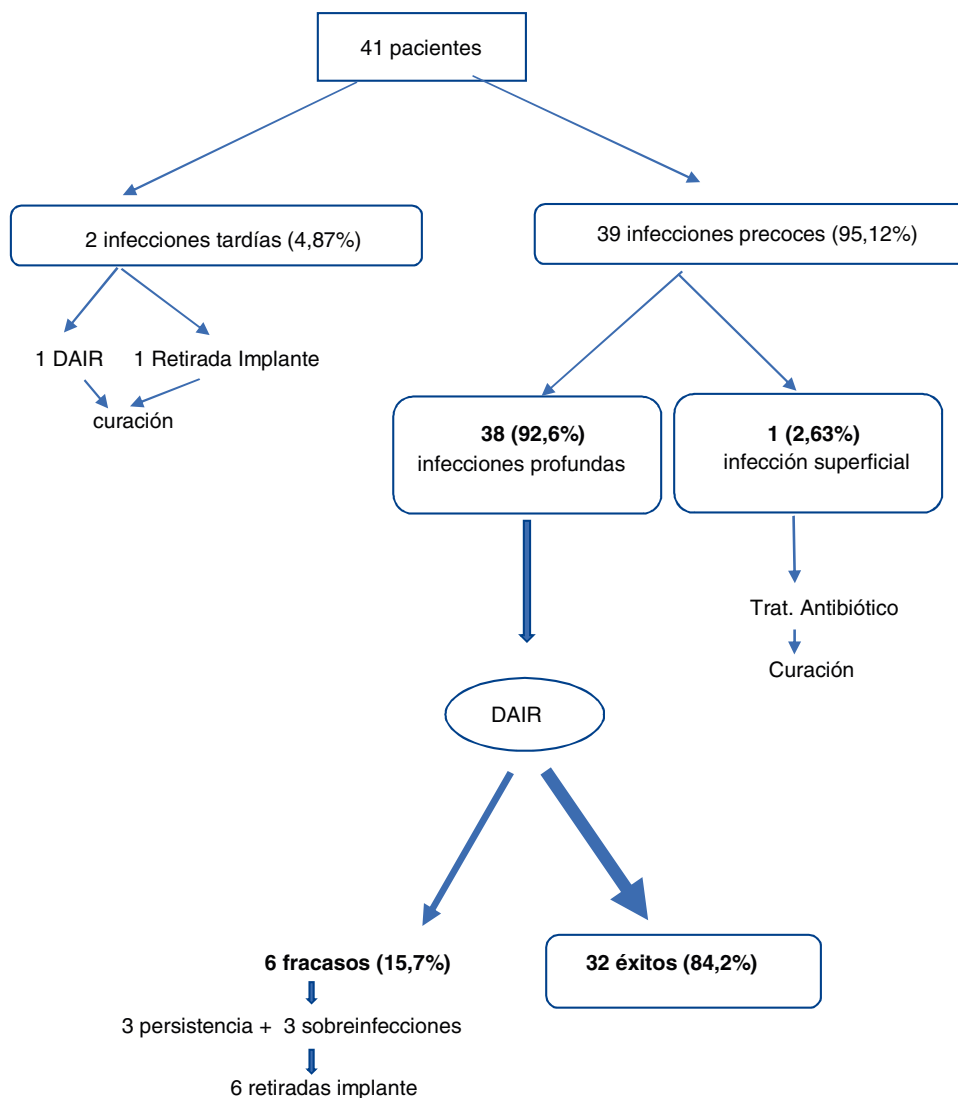 41 pacientes
2 infecciones tardías (4,87%)
39 infecciones precoces (95,12%)
1 DAIR
1 Retirada Implante
curación
38 (92,6%)
infecciones profundas
1 (2,63%)
infección superficial
Trat. Antibiótico
Curación
DAIR
6 fracasos (15,7%)
32 éxitos (84,2%)
3 persistencia + 3 sobreinfecciones
6 retiradas implante